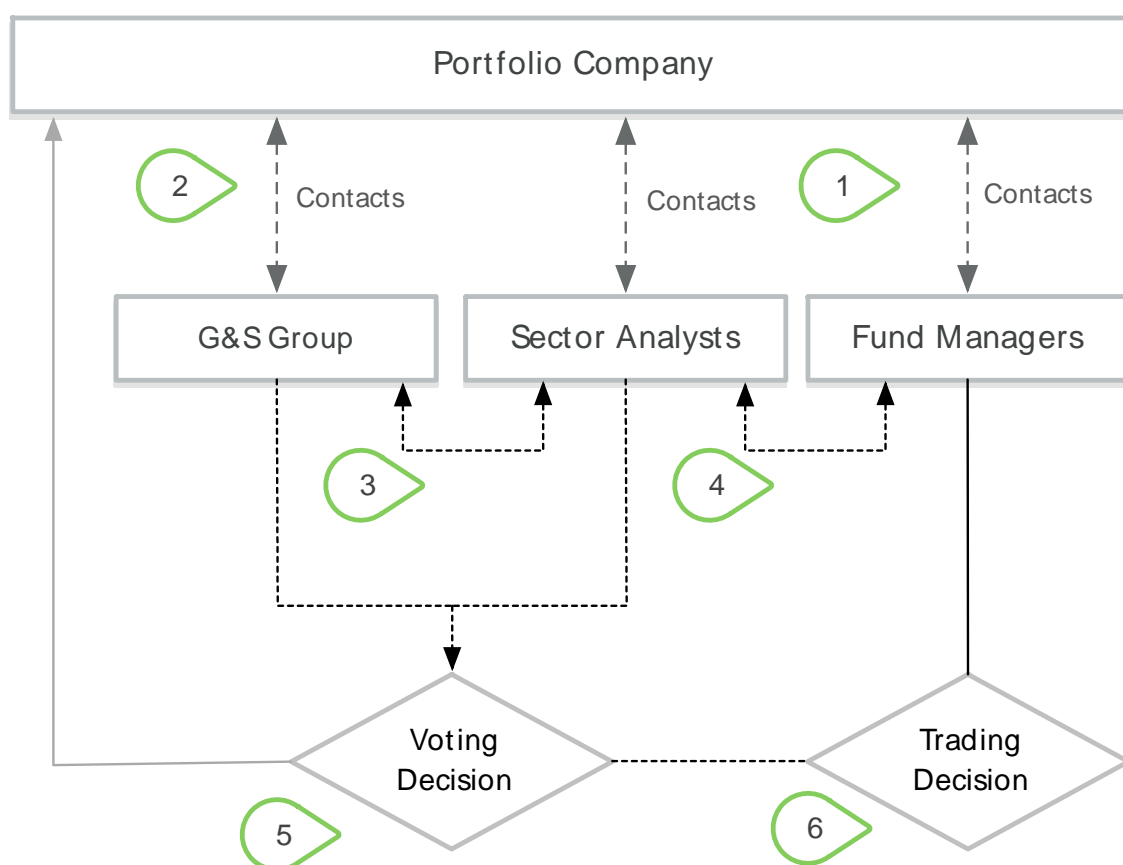 Portfolio Company
2
Contacts
Contacts
1
Contacts
G&S Group
Sector Analysts
Fund Managers
3
4
Voting
Decision
Trading
Decision
5
6